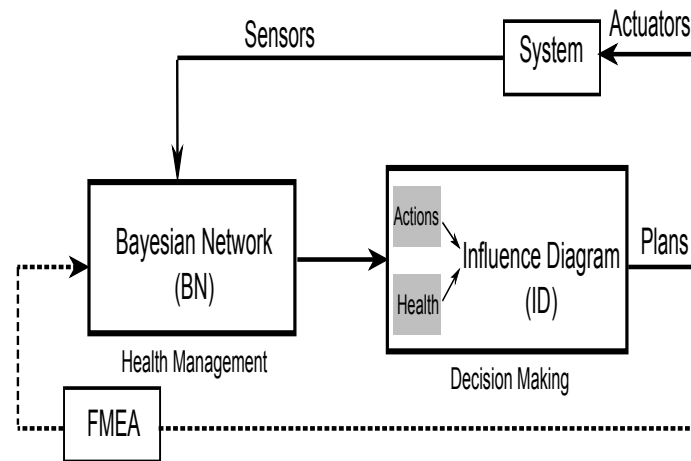 Sensors
Actuators
System
Bayesian Network
(BN)
Actions
Health
Influence Diagram
(ID)
Plans
Health Management
Decision Making
FMEA